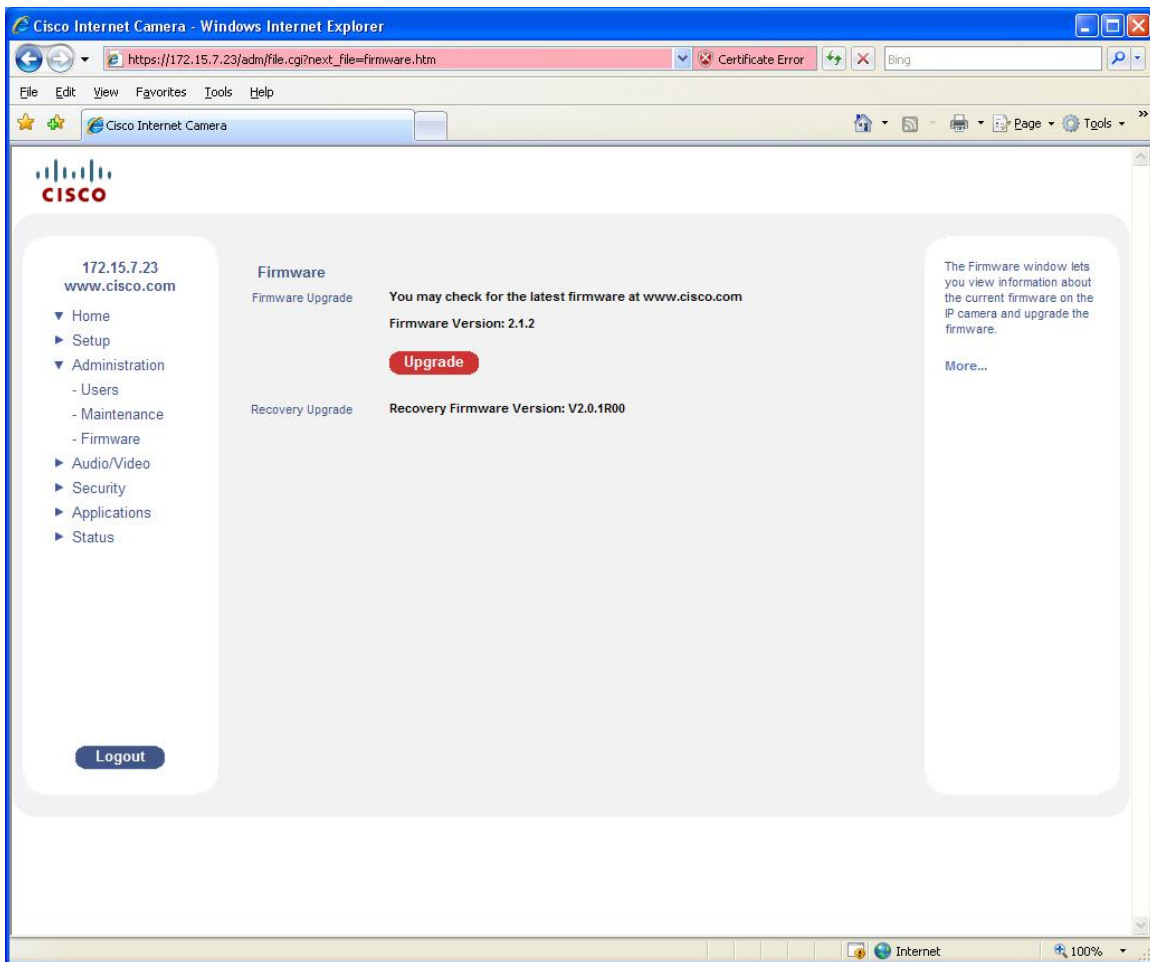 Cisco Internet Camera - Windows Internet Explorer
https://172.15.7.23/adm/file.cgi?next_file=firmware.htm
Certificate Error
Bing
File Edit View Favorites Tools Help
Cisco Internet Camera
Page
Tools
»
CISCO
172.15.7.23
www.cisco.com
Home
Setup
Administration
- Users
- Maintenance
- Firmware
Audio/Video
Security
Applications
Status
Logout
Firmware
Firmware Upgrade
You may check for the latest firmware at www.cisco.com
Firmware Version: 2.1.2
Upgrade
Recovery Upgrade
Recovery Firmware Version: V2.0.1R00
The Firmware window lets
you view information about
the current firmware on the
IP camera and upgrade the
firmware.
More...
Internet
100%